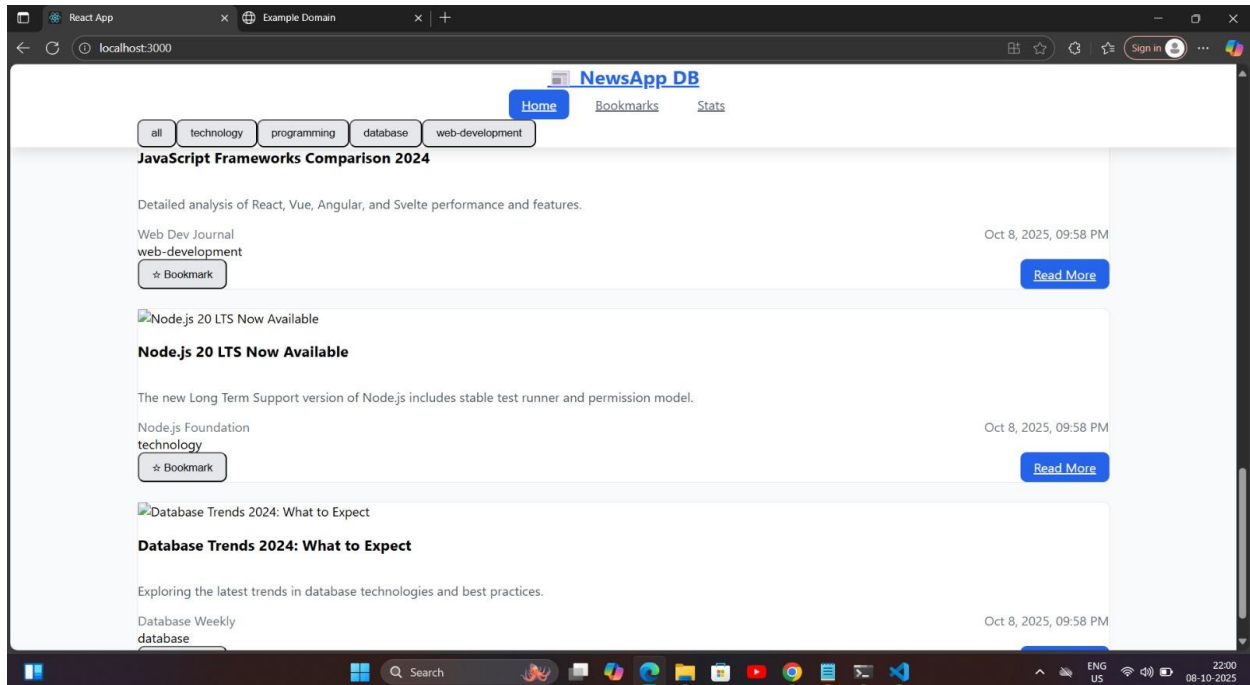 React App
Example Domain
localhost:3000
Sign in
NewsApp DB
Home Bookmarks Stats
all technology programming database web-development
JavaScript Frameworks Comparison 2024
Detailed analysis of React, Vue, Angular, and Svelte performance and features.
Web Dev Journal Oct 8, 2025, 09:58 PM
web-development
☆ Bookmark Read More
Node.js 20 LTS Now Available
Node.js 20 LTS Now Available
The new Long Term Support version of Node.js includes stable test runner and permission model.
Node.js Foundation Oct 8, 2025, 09:58 PM
technology
☆ Bookmark Read More
Database Trends 2024: What to Expect
Database Trends 2024: What to Expect
Exploring the latest trends in database technologies and best practices.
Database Weekly Oct 8, 2025, 09:58 PM
database
Search
ENG
US
22:00
08-10-2025